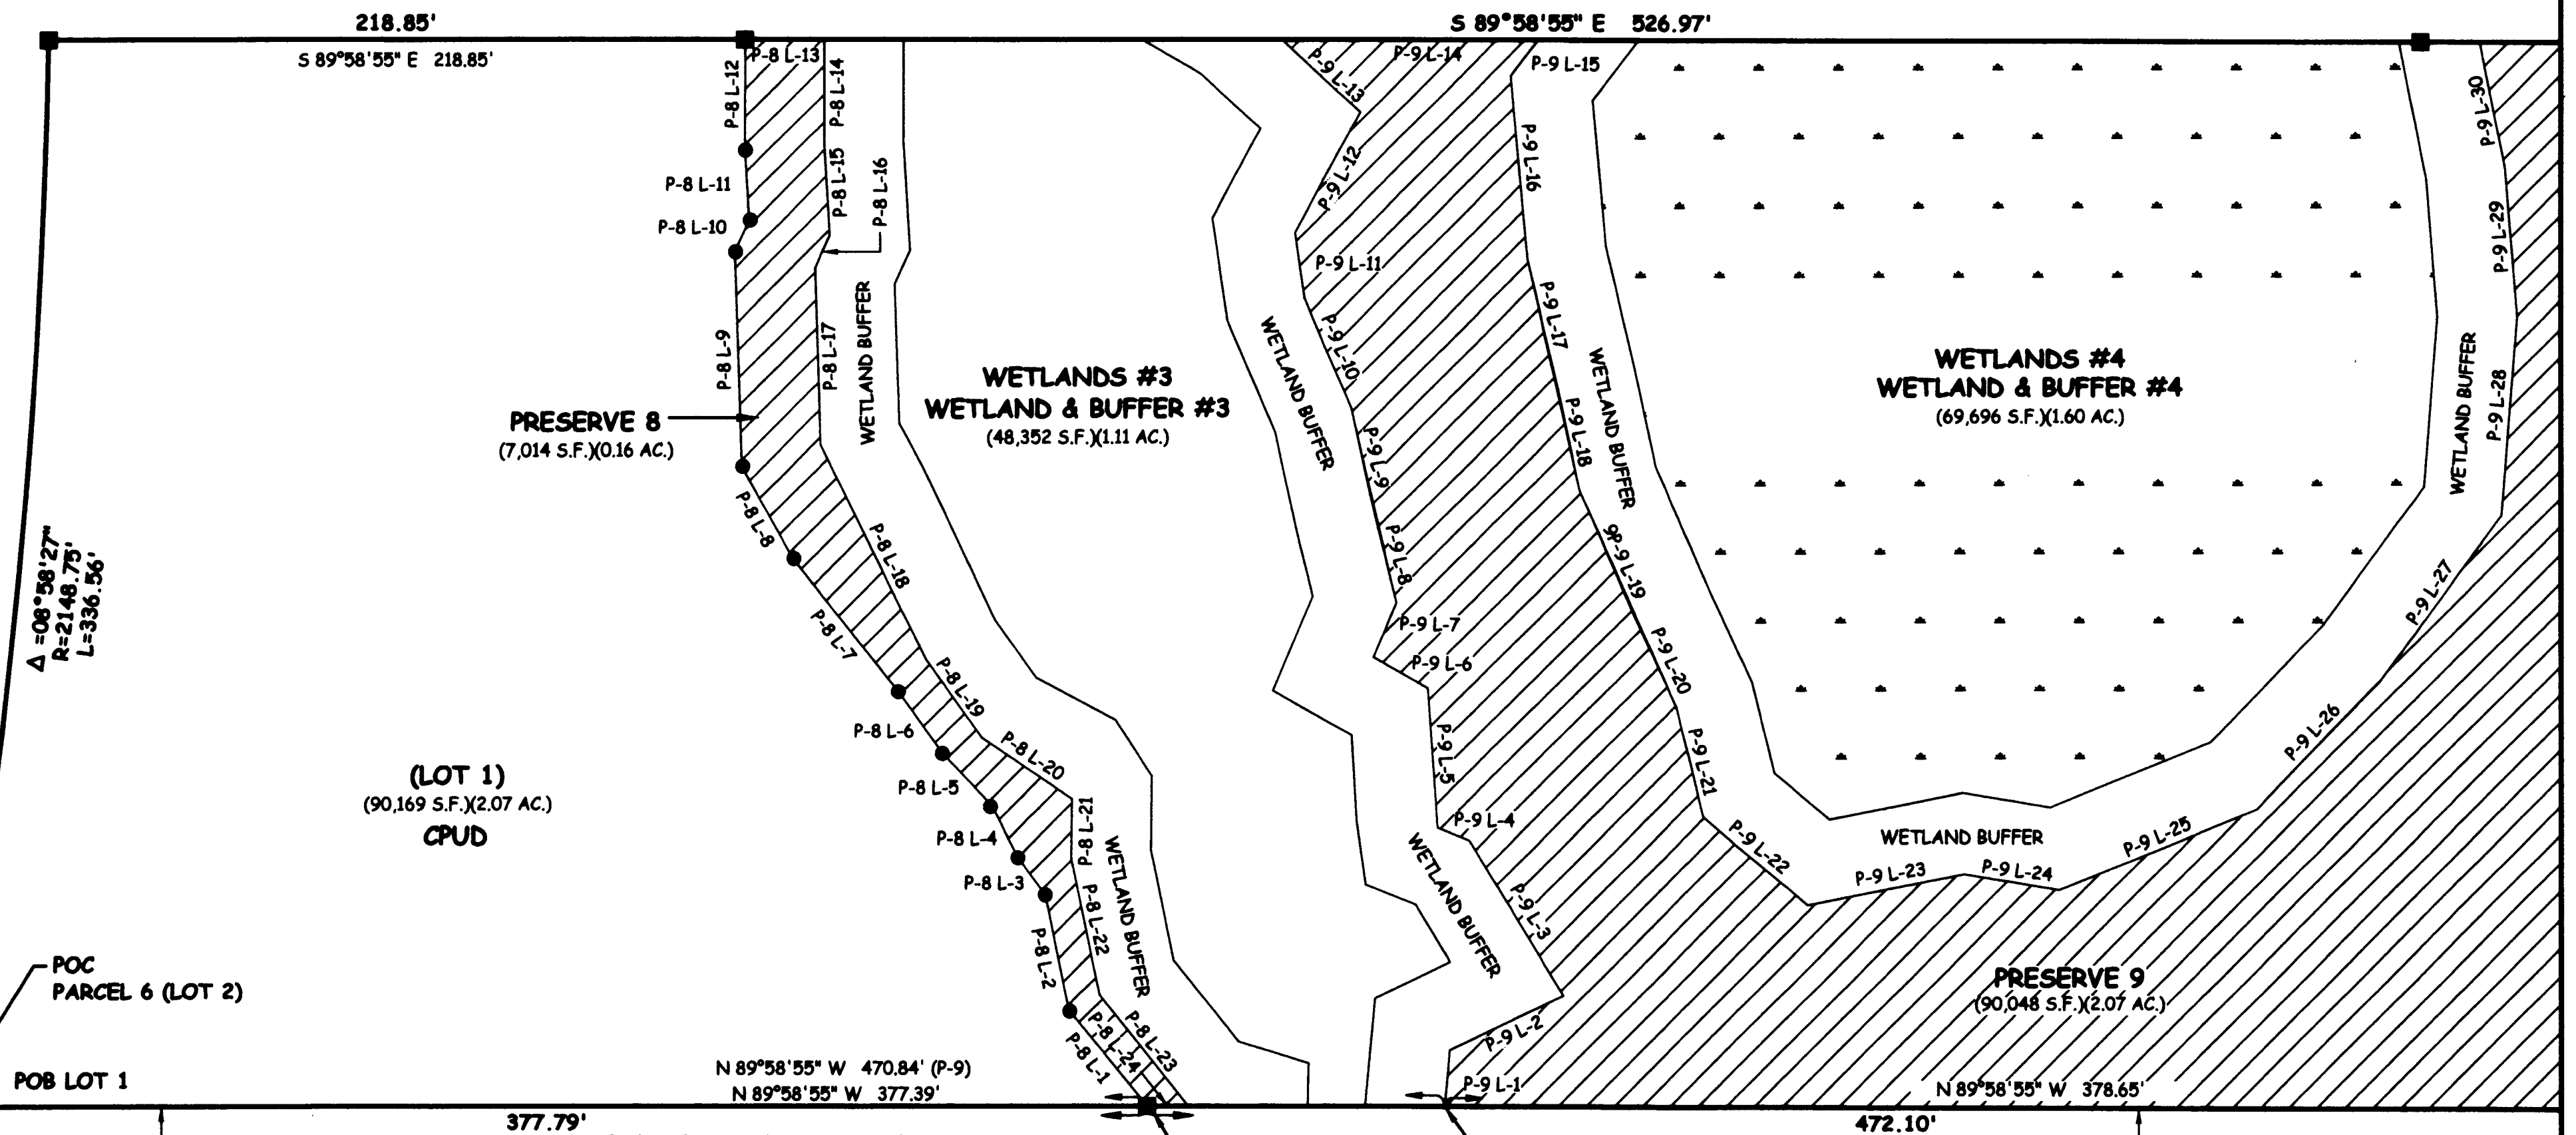 218.85'
S 89°58'55" E 526.97'
S 89°58'55" E 218.85'
P-8 L-12
P-8 L-13
P-8 L-14
P-8 L-15
P-8 L-16
P-8 L-11
P-8 L-10
P-8 L-9
P-8 L-17
WETLAND BUFFER
P-9 L-13
P-9 L-14
P-9 L-15
P-9 L-12
P-9 L-16
P-9 L-11
P-9 L-10
P-9 L-17
P-9 L-30
P-9 L-29
WETLANDS #3
WETLAND & BUFFER #3
(48,352 S.F.)(1.11 AC.)
WETLAND BUFFER
WETLANDS #4
WETLAND & BUFFER #4
(69,696 S.F.)(1.60 AC.)
WETLAND BUFFER
WETLAND BUFFER
P-9 L-28
PRESERVE 8
(7,014 S.F.)(0.16 AC.)
P-9 L-9
P-9 L-18
P-8 L-8
P-8 L-18
P-9 L-8
9P-9 L-19
P-9 L-27
Δ =08°58'27"
R=2148.75'
L=336.56'
P-8 L-7
P-8 L-19
P-9 L-7
P-9 L-6
P-9 L-20
P-8 L-6
P-8 L-20
P-9 L-5
P-9 L-21
P-9 L-26
(LOT 1)
(90,169 S.F.)(2.07 AC.)
CPUD
P-8 L-5
P-8 L-4
P-8 L-21
P-9 L-4
P-8 L-3
P-8 L-22
WETLAND BUFFER
WETLAND BUFFER
P-9 L-3
P-9 L-22
WETLAND BUFFER
P-9 L-23
P-9 L-24
P-9 L-25
P-8 L-2
POC
PARCEL 6 (LOT 2)
PRESERVE 9
(90,048 S.F.)(2.07 AC.)
P-8 L-1
P-8 L-24
P-8 L-23
P-9 L-2
P-9 L-1
POB LOT 1
N 89°58'55" W 470.84' (P-9)
N 89°58'55" W 377.39'
N 89°58'55" W 378.65'
377.79'
472.10'